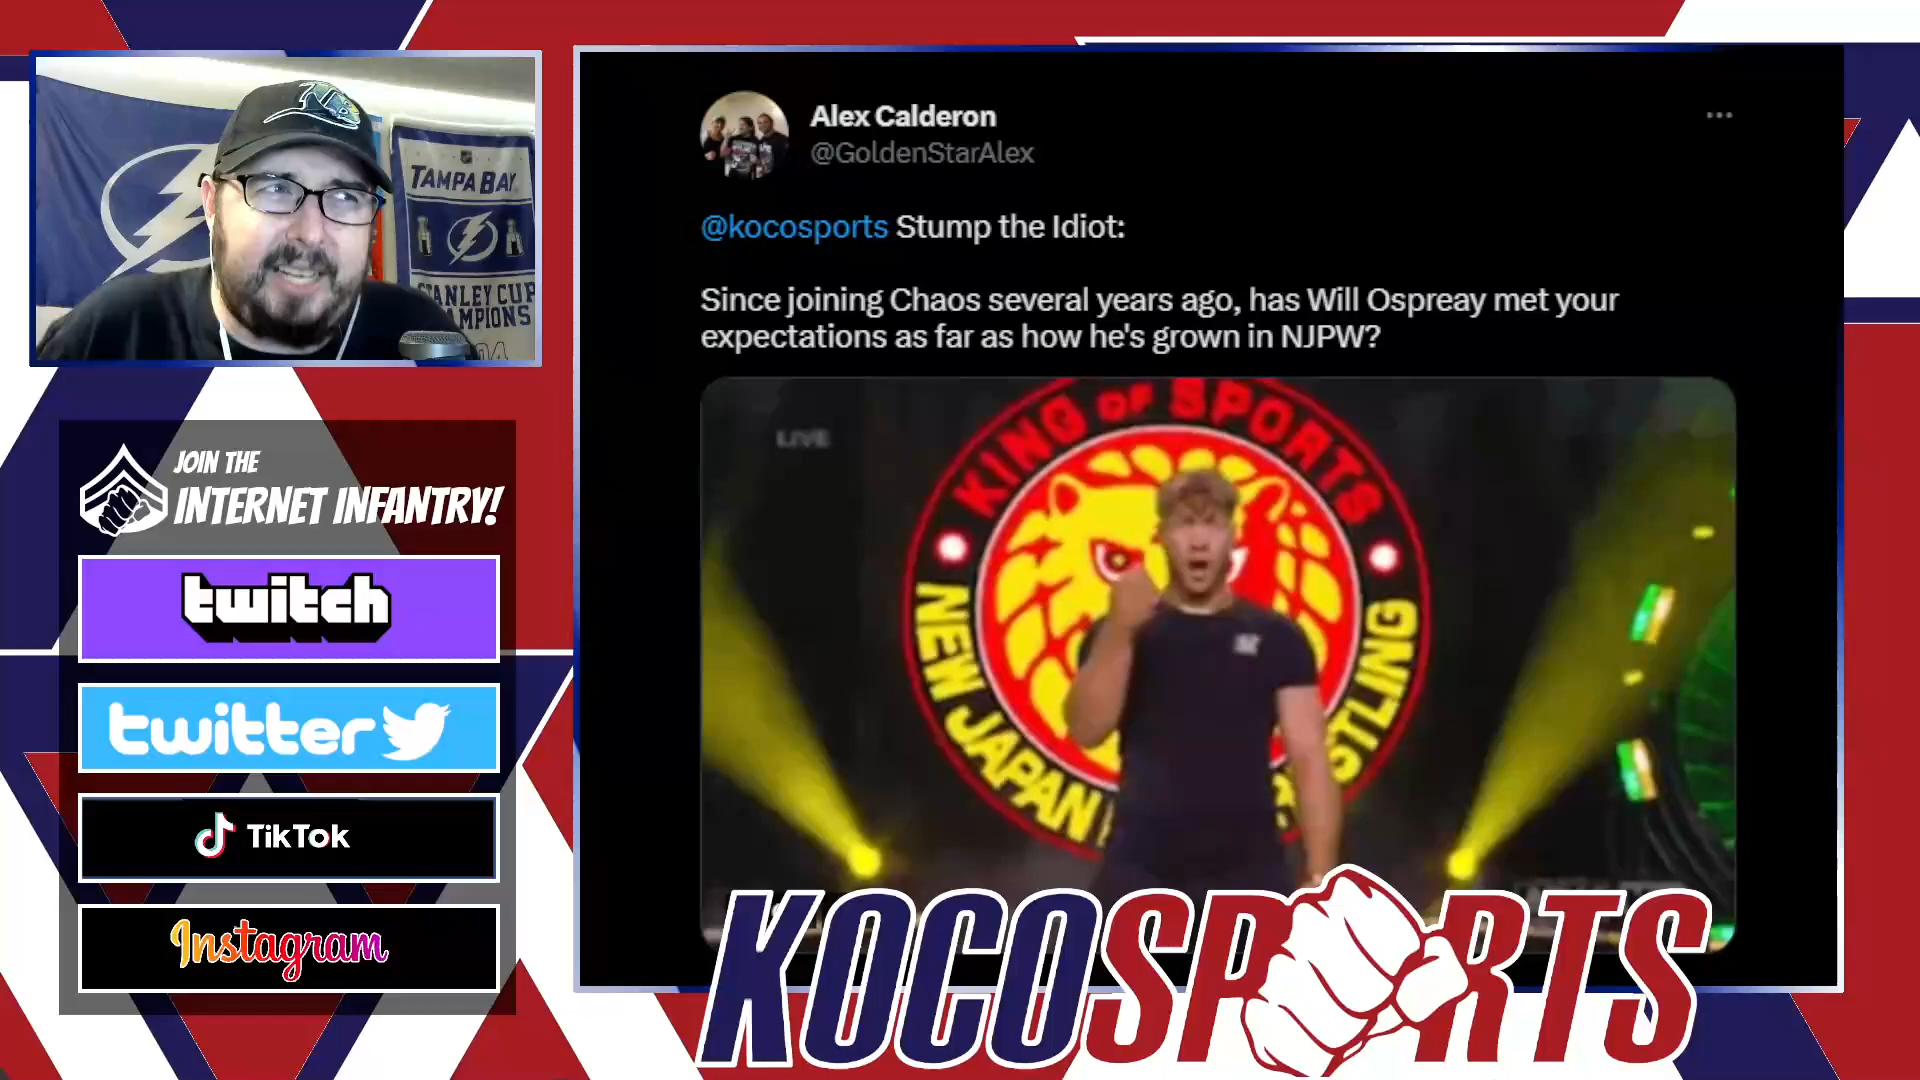 TAMPA BAY
STANLEY CUP
CHAMPIONS
04
JOIN THE
INTERNET INFANTRY!
twitch
twitter
TikTok
Instagram
Alex Calderon
@GoldenStarAlex
...
@kocosports Stump the Idiot:
Since joining Chaos several years ago, has Will Ospreay met your
expectations as far as how he's grown in NJPW?
LIVE
KING OF SPORTS
NEW JAPAN WRESTLING
KOCOSPORTS